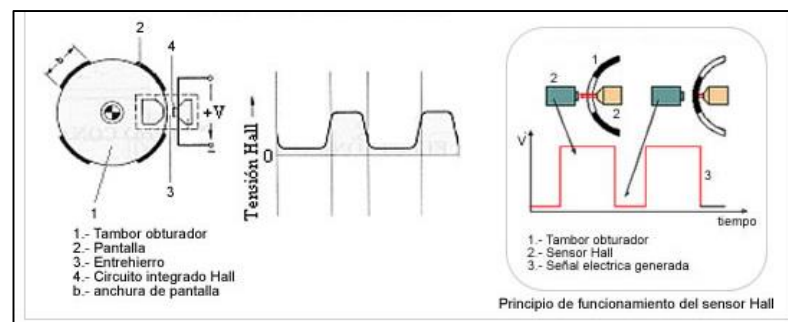 2
4
b
+V
3
1
1.- Tambor obturador
2.- Pantalla
3.- Entrehierro
4.- Circuito integrado Hall
b.- anchura de pantalla
Tensión Hall
0
1
2
2
V
3
tiempo
1.- Tambor obturador
2.- Sensor Hall
3.- Señal electrica generada
Principio de funcionamiento del sensor Hall